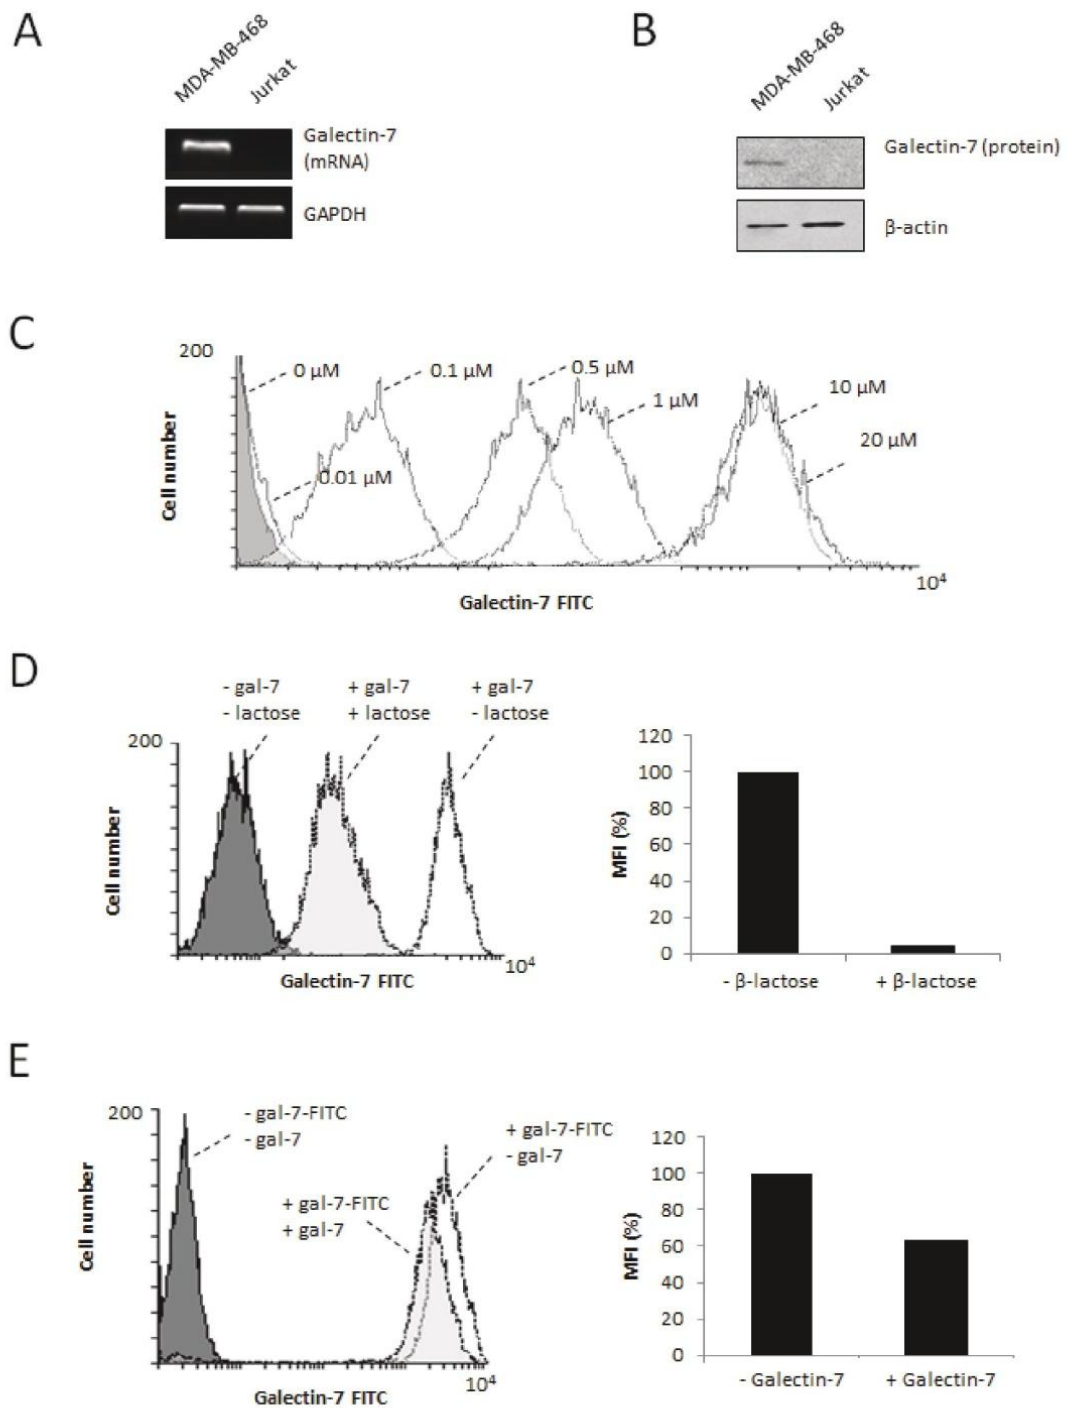 A
MDA-MB-468
Jurkat
Galectin-7
(mRNA)
GAPDH
B
MDA-MB-468
Jurkat
Galectin-7 (protein)
β-actin
C
200
0 µM
0.1 µM
0.5 µM
1 µM
10 µM
20 µM
0.01 µM
Cell number
10⁴
Galectin-7 FITC
D
- gal-7
- lactose
+ gal-7
+ lactose
+ gal-7
- lactose
200
Cell number
10⁴
Galectin-7 FITC
120
100
80
60
40
20
0
MFI (%)
- β-lactose
+ β-lactose
E
200
- gal-7-FITC
- gal-7
+ gal-7-FITC
- gal-7
+ gal-7-FITC
+ gal-7
Cell number
10⁴
Galectin-7 FITC
120
100
80
60
40
20
0
MFI (%)
- Galectin-7
+ Galectin-7